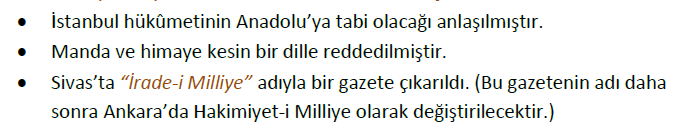 • İstanbul hükûmetinin Anadolu’ya tabi olacağı anlaşılmıştır.
• Manda ve himaye kesin bir dille reddedilmiştir.
• Sivas’ta “İrade-i Milliye” adıyla bir gazete çıkarıldı. (Bu gazetenin adı daha
sonra Ankara’da Hakimiyet-i Milliye olarak değiştirilecektir.)